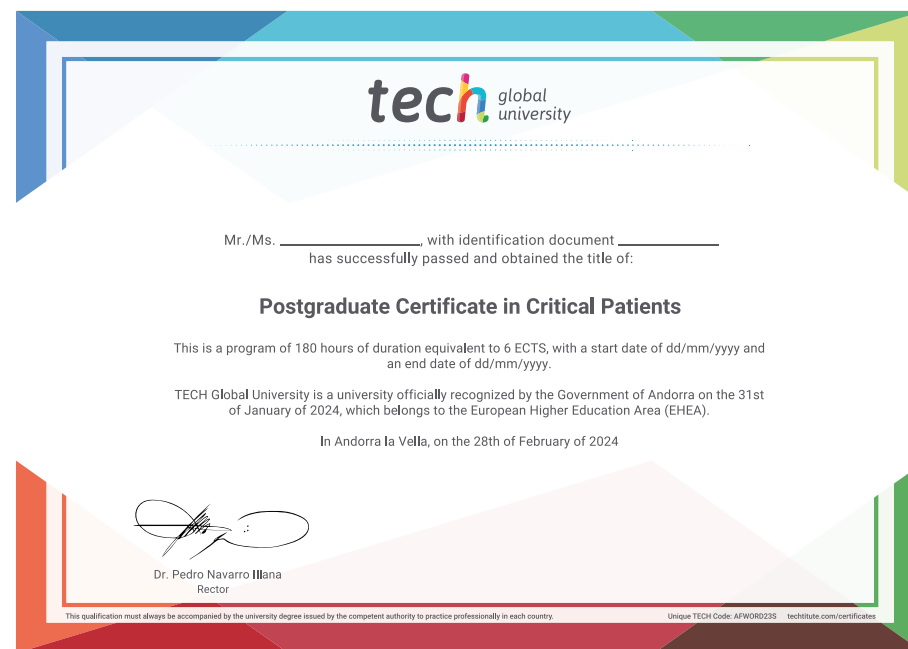 tech global university
Mr./Ms. ____________________, with identification document ______________
has successfully passed and obtained the title of:
Postgraduate Certificate in Critical Patients
This is a program of 180 hours of duration equivalent to 6 ECTS, with a start date of dd/mm/yyyy and
an end date of dd/mm/yyyy.
TECH Global University is a university officially recognized by the Government of Andorra on the 31st
of January of 2024, which belongs to the European Higher Education Area (EHEA).
In Andorra la Vella, on the 28th of February of 2024
Dr. Pedro Navarro Illana
Rector
This qualification must always be accompanied by the university degree issued by the competent authority to practice professionally in each country.
Unique TECH Code: AFWORD23S techtitute.com/certificates